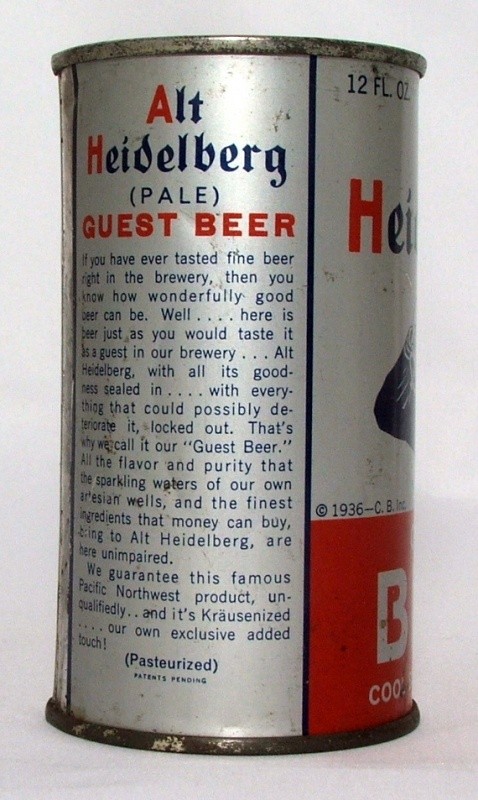 Alt
Heidelberg
(PALE)
GUEST BEER
If you have ever tasted fine beer
right in the brewery, then you
know how wonderfully good
beer can be. Well .... here is
beer just as you would taste it
as a guest in our brewery ... Alt
Heidelberg, with all its good-
ness sealed in .... with every-
thing that could possibly de-
teriorate it, locked out. That's
why we call it our "Guest Beer."
All the flavor and purity that
the sparkling waters of our own
artesian wells, and the finest
ingredients that money can buy,
bring to Alt Heidelberg, are
here unimpaired.
We guarantee this famous
Pacific Northwest product, un-
qualifiedly.. and it's Kräusenized
.... our own exclusive added
touch!
(Pasteurized)
PATENTS PENDING
12 FL. OZ.
Hei
© 1936—C. B. Inc.
B
COO